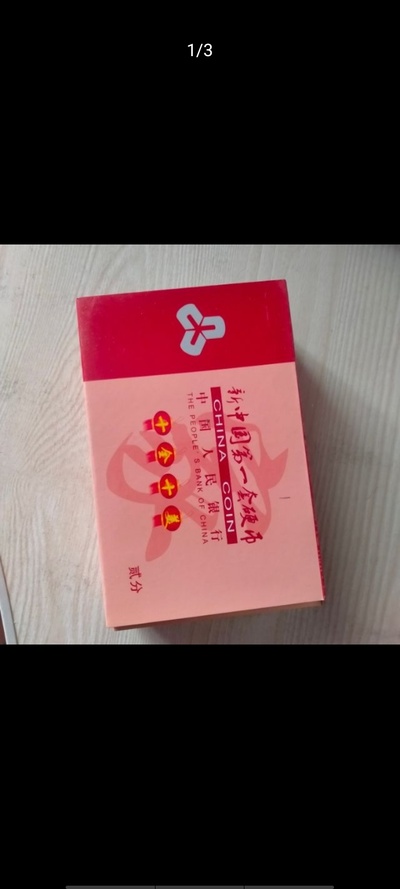 1/3
新中国第一套硬币
CHINA COIN
中国人民银行
THE PEOPLE'S BANK OF CHINA
十全十美
贰分